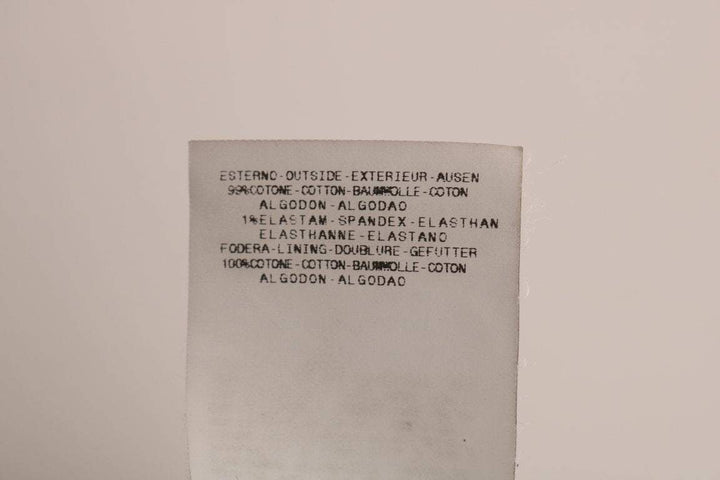 ESTERNO-OUTSIDE-EXTERIEUR-AUSEN
99%COTONE-COTTON-BAUMWOLLE-COTON
ALGODON-ALGODAO
1%ELASTAM-SPANDEX-ELASTHAN
ELASTHANNE-ELASTANO
FODERA-LINING-DOUBLURE-GEFUTTER
100%COTONE-COTTON-BAUMWOLLE-COTON
ALGODON-ALGODAO